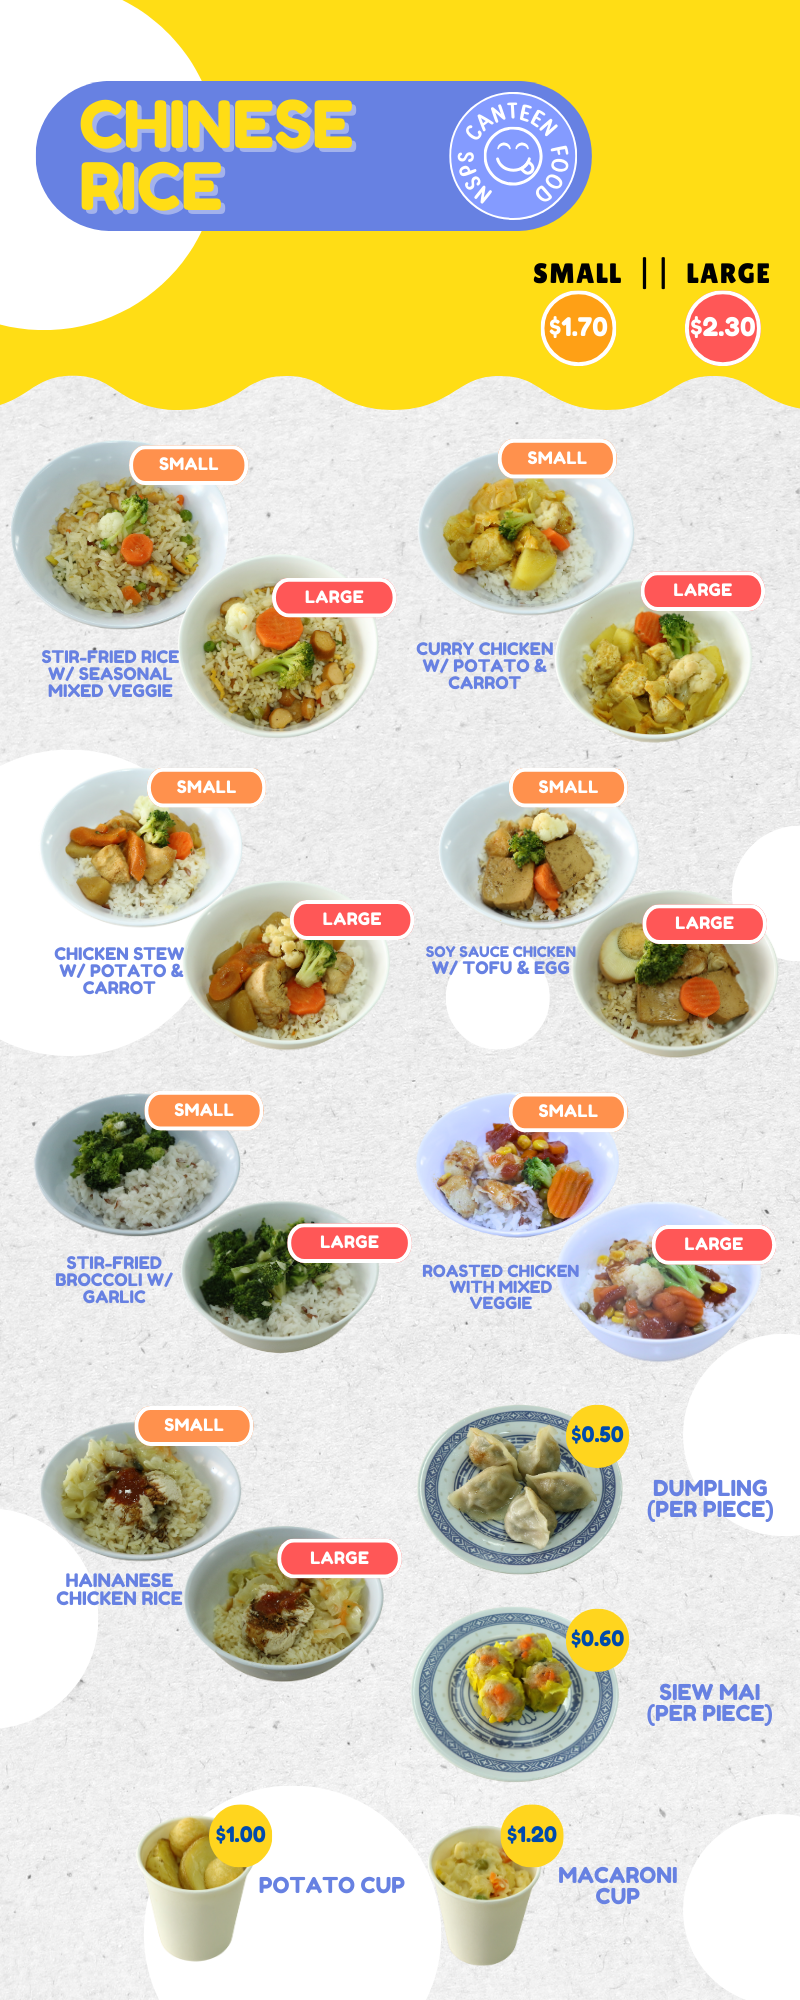 CHINESE
RICE
NSPS CANTEEN FOOD
SMALL || LARGE
$1.70 $2.30
SMALL
LARGE
STIR-FRIED RICE
W/ SEASONAL
MIXED VEGGIE
SMALL
LARGE
CURRY CHICKEN
W/ POTATO &
CARROT
SMALL
LARGE
CHICKEN STEW
W/ POTATO &
CARROT
SMALL
LARGE
SOY SAUCE CHICKEN
W/ TOFU & EGG
SMALL
LARGE
STIR-FRIED
BROCCOLI W/
GARLIC
SMALL
LARGE
ROASTED CHICKEN
WITH MIXED
VEGGIE
SMALL
LARGE
HAINANESE
CHICKEN RICE
$0.50
DUMPLING
(PER PIECE)
$0.60
SIEW MAI
(PER PIECE)
$1.00
POTATO CUP
$1.20
MACARONI
CUP